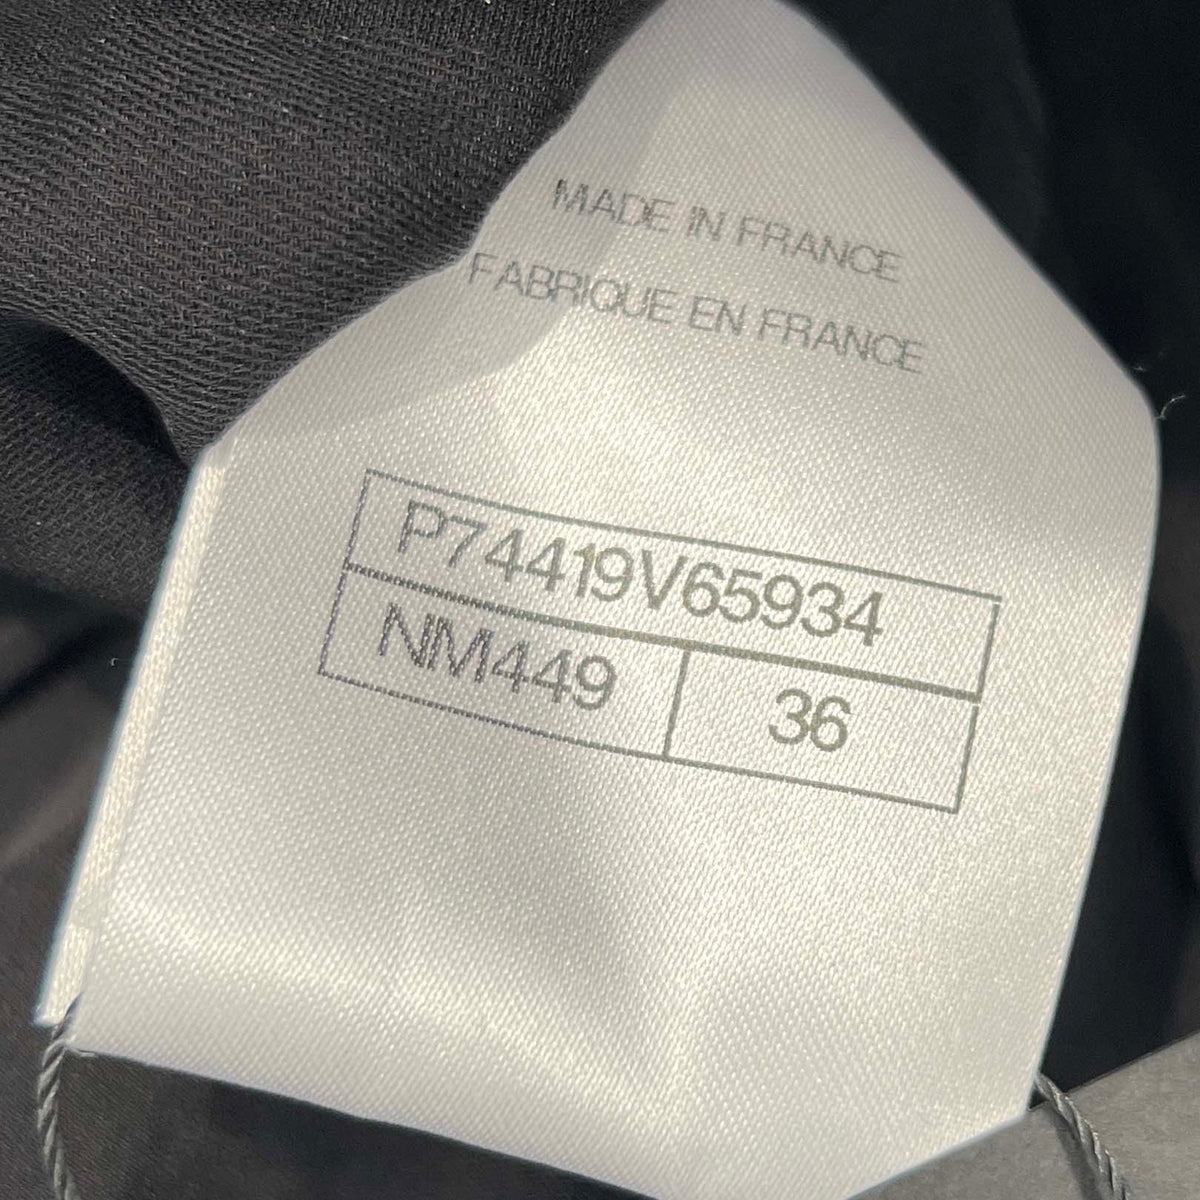 MADE IN FRANCE
FABRIQUE EN FRANCE
P74419V65934
NM449 36